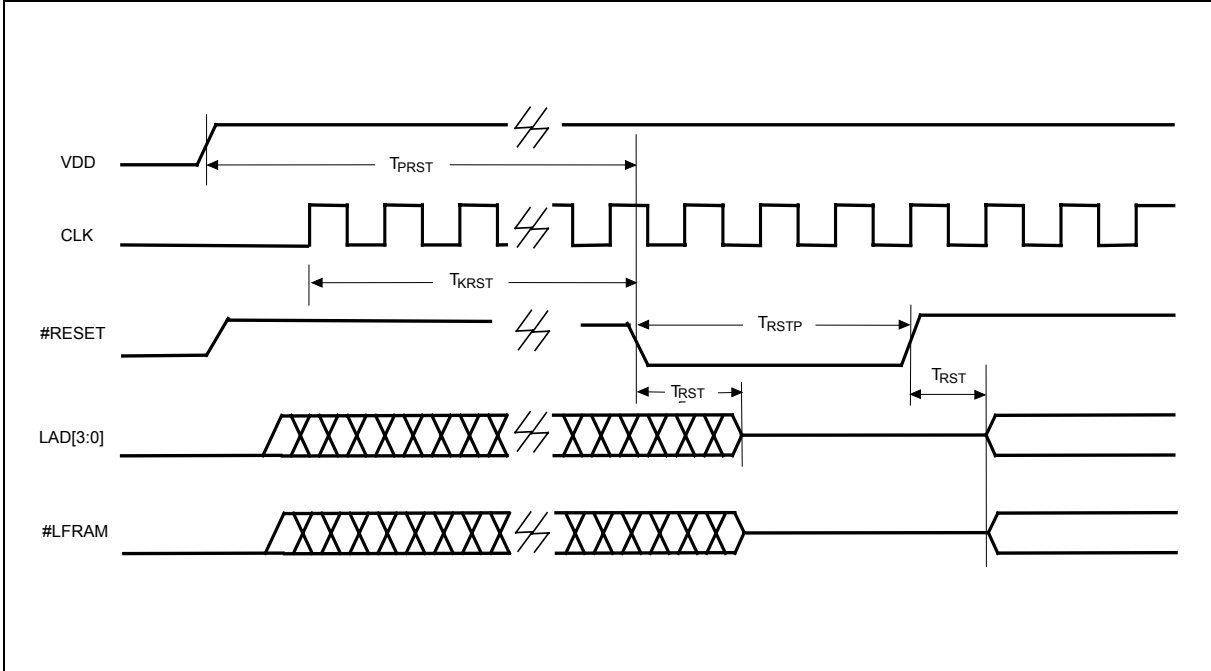 VDD
TPRST
CLK
TKRST
#RESET
TRSTP
TRST
TRST
LAD[3:0]
#LFRAM